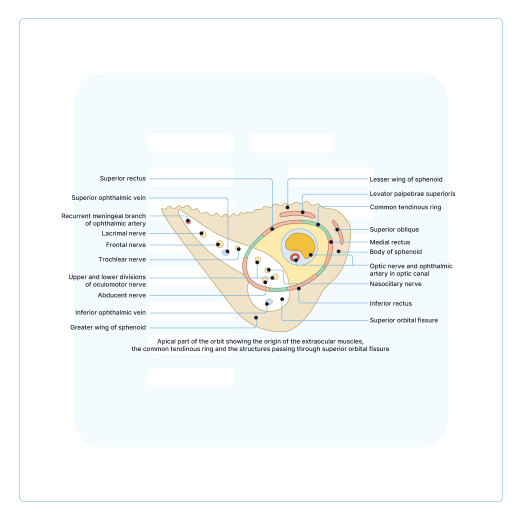 Superior rectus
Superior ophthalmic vein
Recurrent meningeal branch
of ophthalmic artery
Lacrimal nerve
Frontal nerve
Trochlear nerve
Upper and lower divisions
of oculomotor nerve
Abducent nerve
Inferior ophthalmic vein
Greater wing of sphenoid
Lesser wing of sphenoid
Levator palpebrae superioris
Common tendinous ring
Superior oblique
Medial rectus
Body of sphenoid
Optic nerve and ophthalmic
artery in optic canal
Nasociliary nerve
Inferior rectus
Superior orbital fissure
Apical part of the orbit showing the origin of the extraocular muscles,
the common tendinous ring and the structures passing through superior orbital fissure